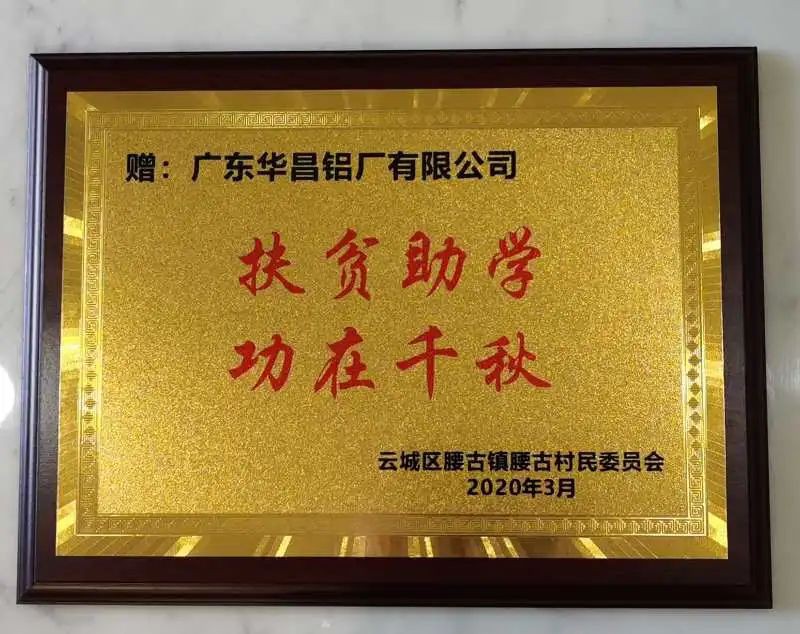 赠：广东华昌铝厂有限公司
扶贫助学
功在千秋
云城区腰古镇腰古村民委员会
2020年3月